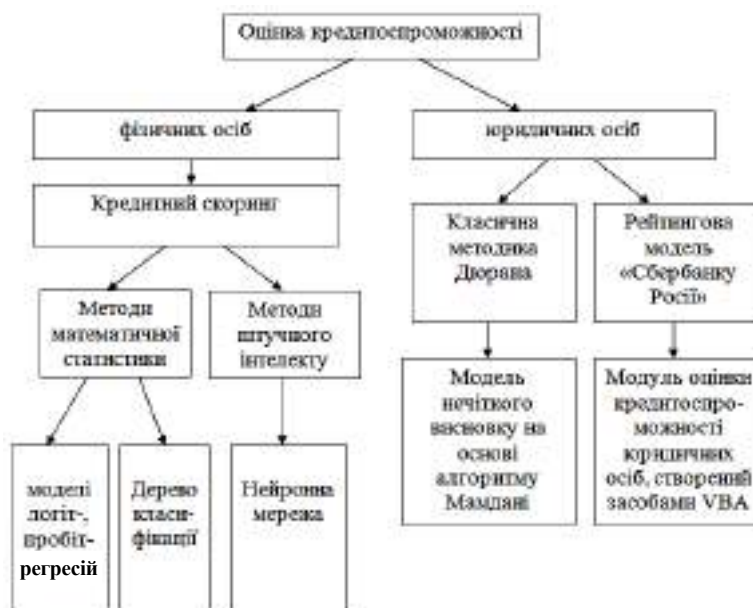 Оцінка кредитоспроможності
фізичних осіб
юридичних осіб
Кредитний скоринг
Класична
методика
Дюрана
Рейтингова
модель
«Сбербанку
Росії»
Методи
математичної
статистики
Методи
штучного
інтелекту
Модель
нечіткого
висновку на
основі
алгоритму
Мамдані
Модуль оцінки
кредитоспро-
можності
юридичних
осіб, створений
засобами VBA
моделі
логіт-,
пробіт-
регресій
Дерево
класи-
фікації
Нейронна
мережа